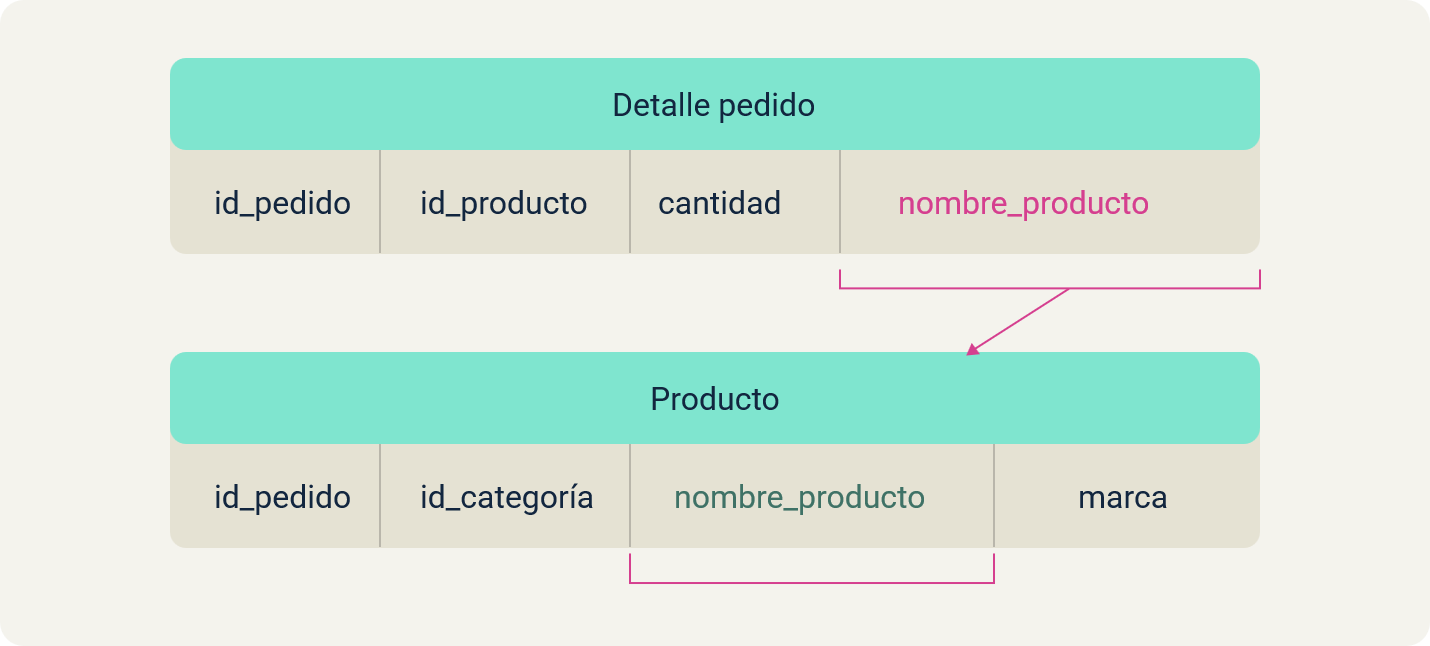 Detalle pedido
id_pedido id_producto cantidad nombre_producto
Producto
id_pedido id_categoría nombre_producto marca